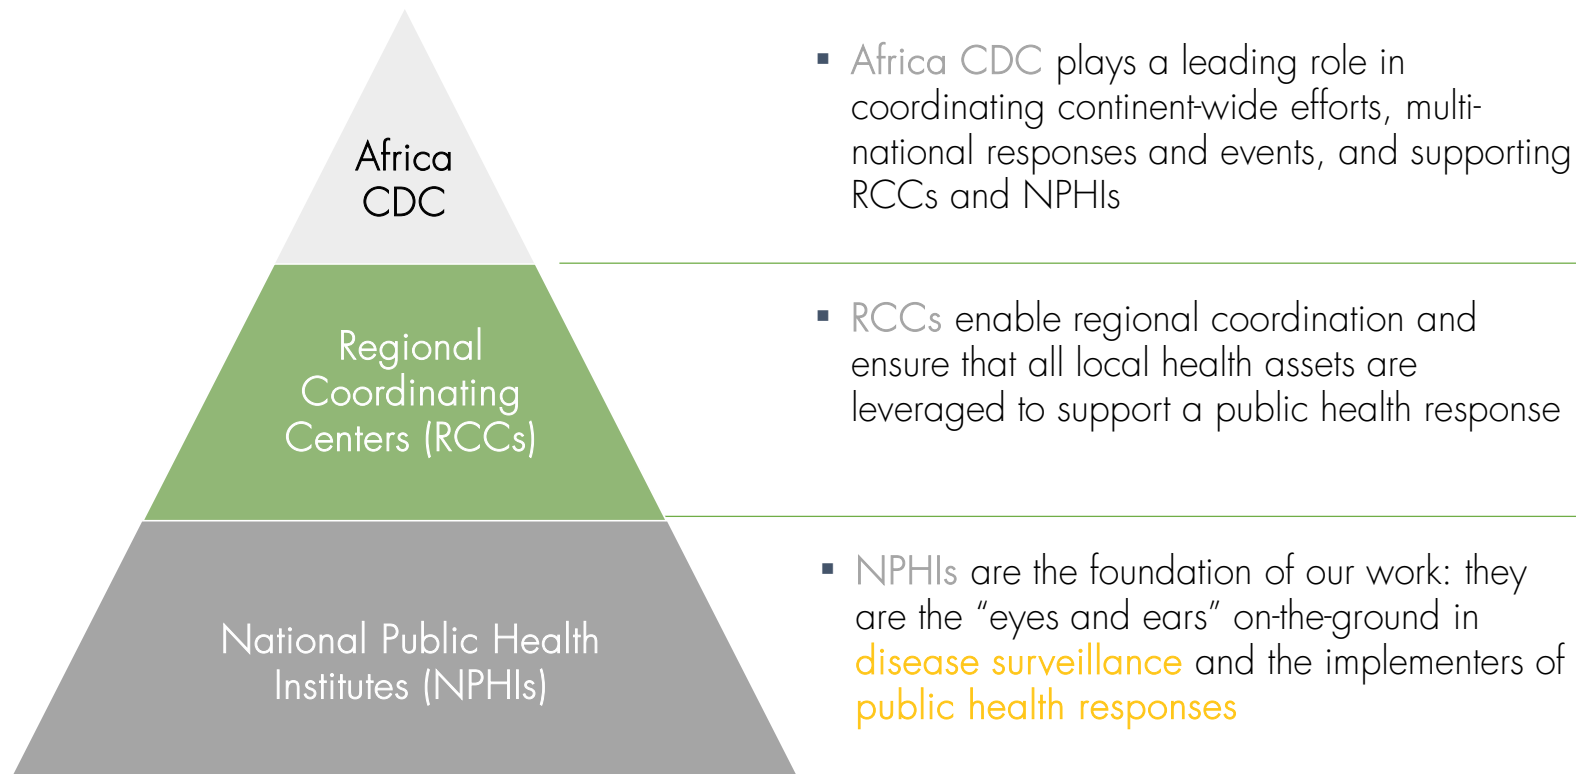 Africa
CDC
▪ Africa CDC plays a leading role in
coordinating continent-wide efforts, multi-
national responses and events, and supporting
RCCs and NPHIs
Regional
Coordinating
Centers (RCCs)
▪ RCCs enable regional coordination and
ensure that all local health assets are
leveraged to support a public health response
National Public Health
Institutes (NPHIs)
▪ NPHIs are the foundation of our work: they
are the “eyes and ears” on-the-ground in
disease surveillance and the implementers of
public health responses